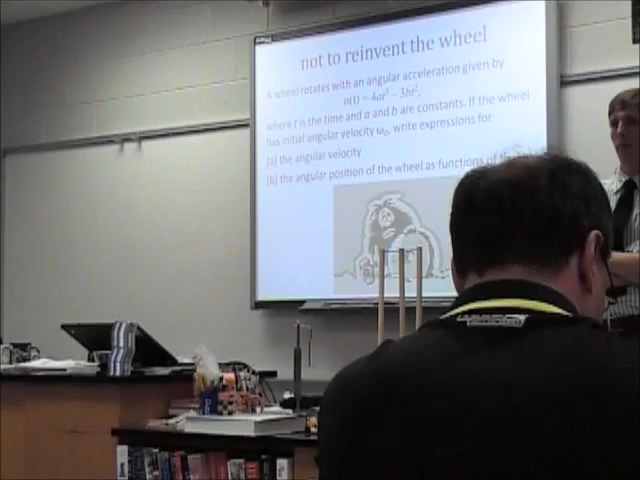 not to reinvent the wheel
A wheel rotates with an angular acceleration given by
α(t) = 4at³ − 3bt²,
where t is the time and a and b are constants. If the wheel
has initial angular velocity ω₀, write expressions for
(a) the angular velocity
(b) the angular position of the wheel as functions of